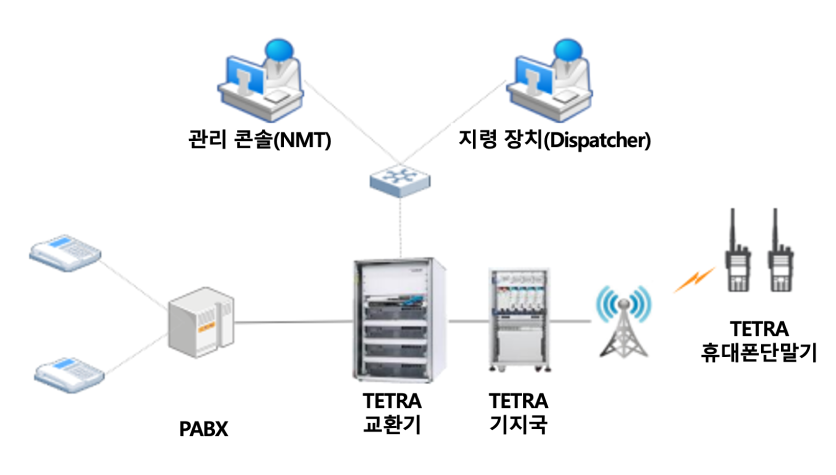 관리 콘솔(NMT)
지령 장치(Dispatcher)
TETRA
휴대폰단말기
TETRA
교환기
TETRA
기지국
PABX